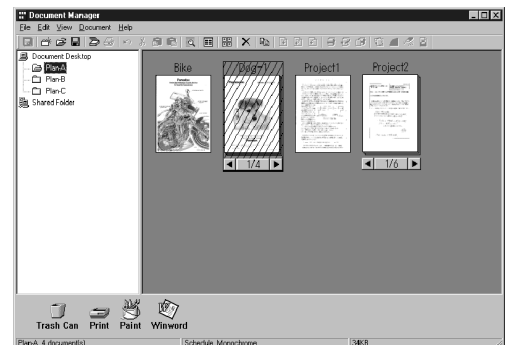 Document Manager
File Edit View Document Help
Document Desktop
Plan-A
Plan-B
Plan-C
Shared Folder
Bike Dog-V Project1 Project2
1/4 1/6
Trash Can Print Paint Winword
Plan-A, 4 document(s) Schedule, Monochrome 34KB